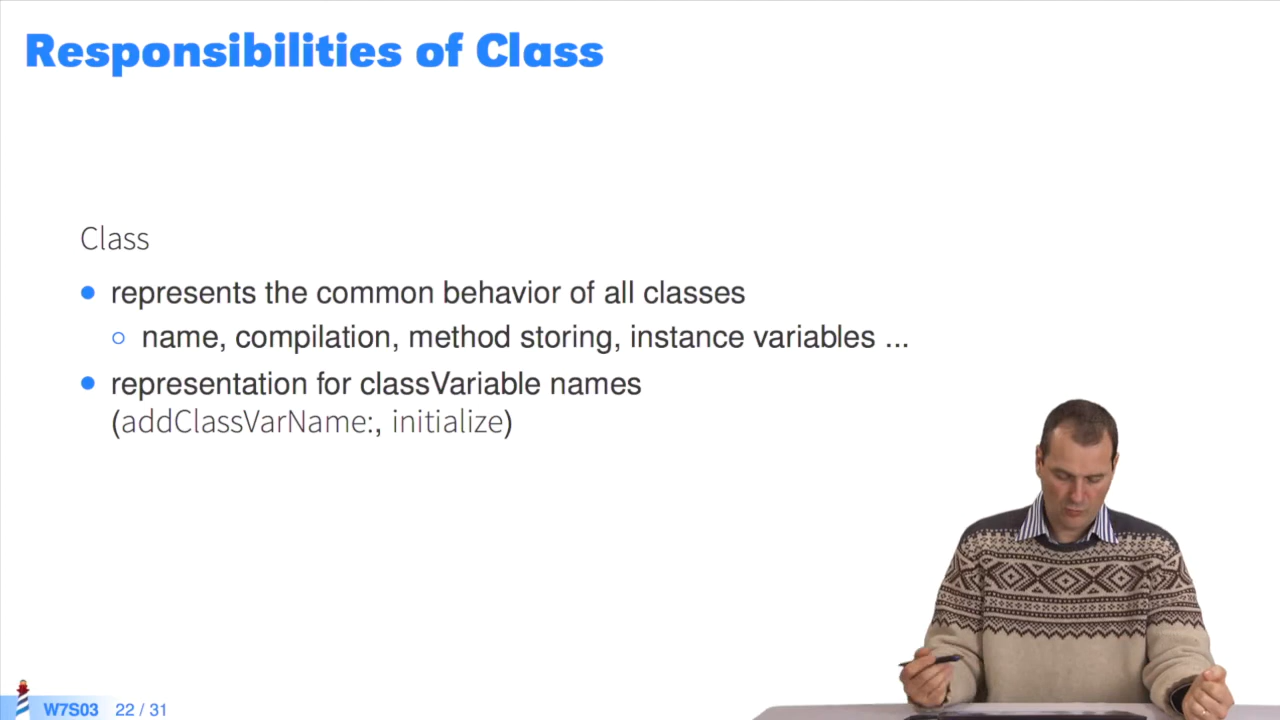 Responsibilities of Class
Class
● represents the common behavior of all classes
○ name, compilation, method storing, instance variables ...
● representation for classVariable names
(addClassVarName:, initialize)
W7S03 22 / 31